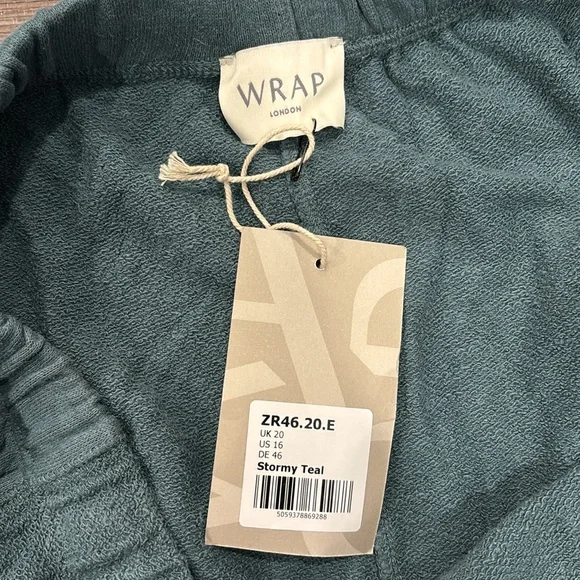 WRAP
LONDON
ZR46.20.E
UK 20
US 16
DE 46
Stormy Teal
5059378869288